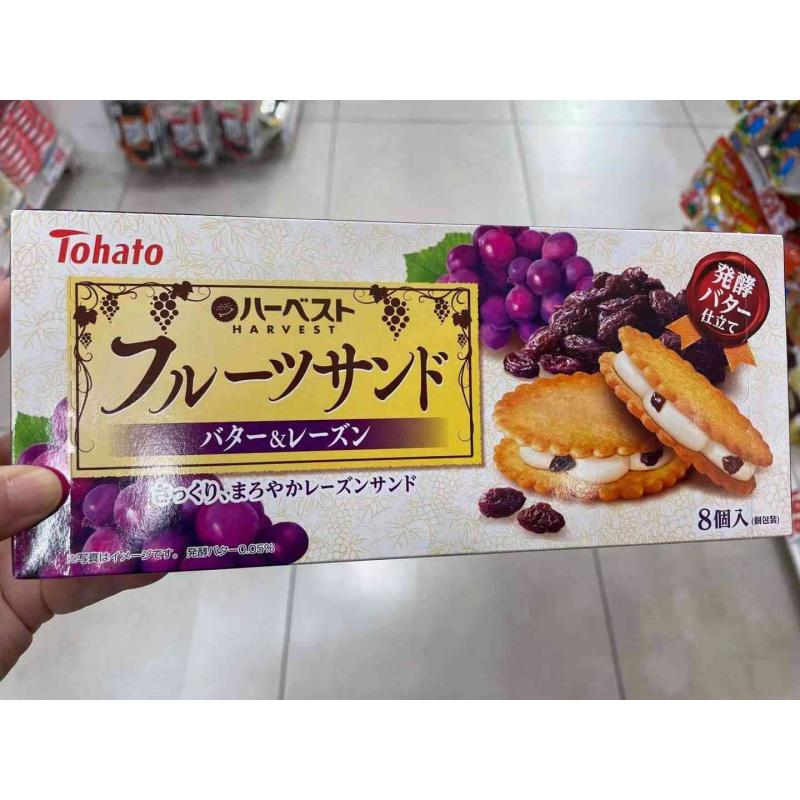 Tohato
ハーベスト
HARVEST
フルーツサンド
バター&レーズン
さっくり、まろやかレーズンサンド
※写真はイメージです。 発酵バター0.05%
発酵
バター
仕立て
8個入(個包装)